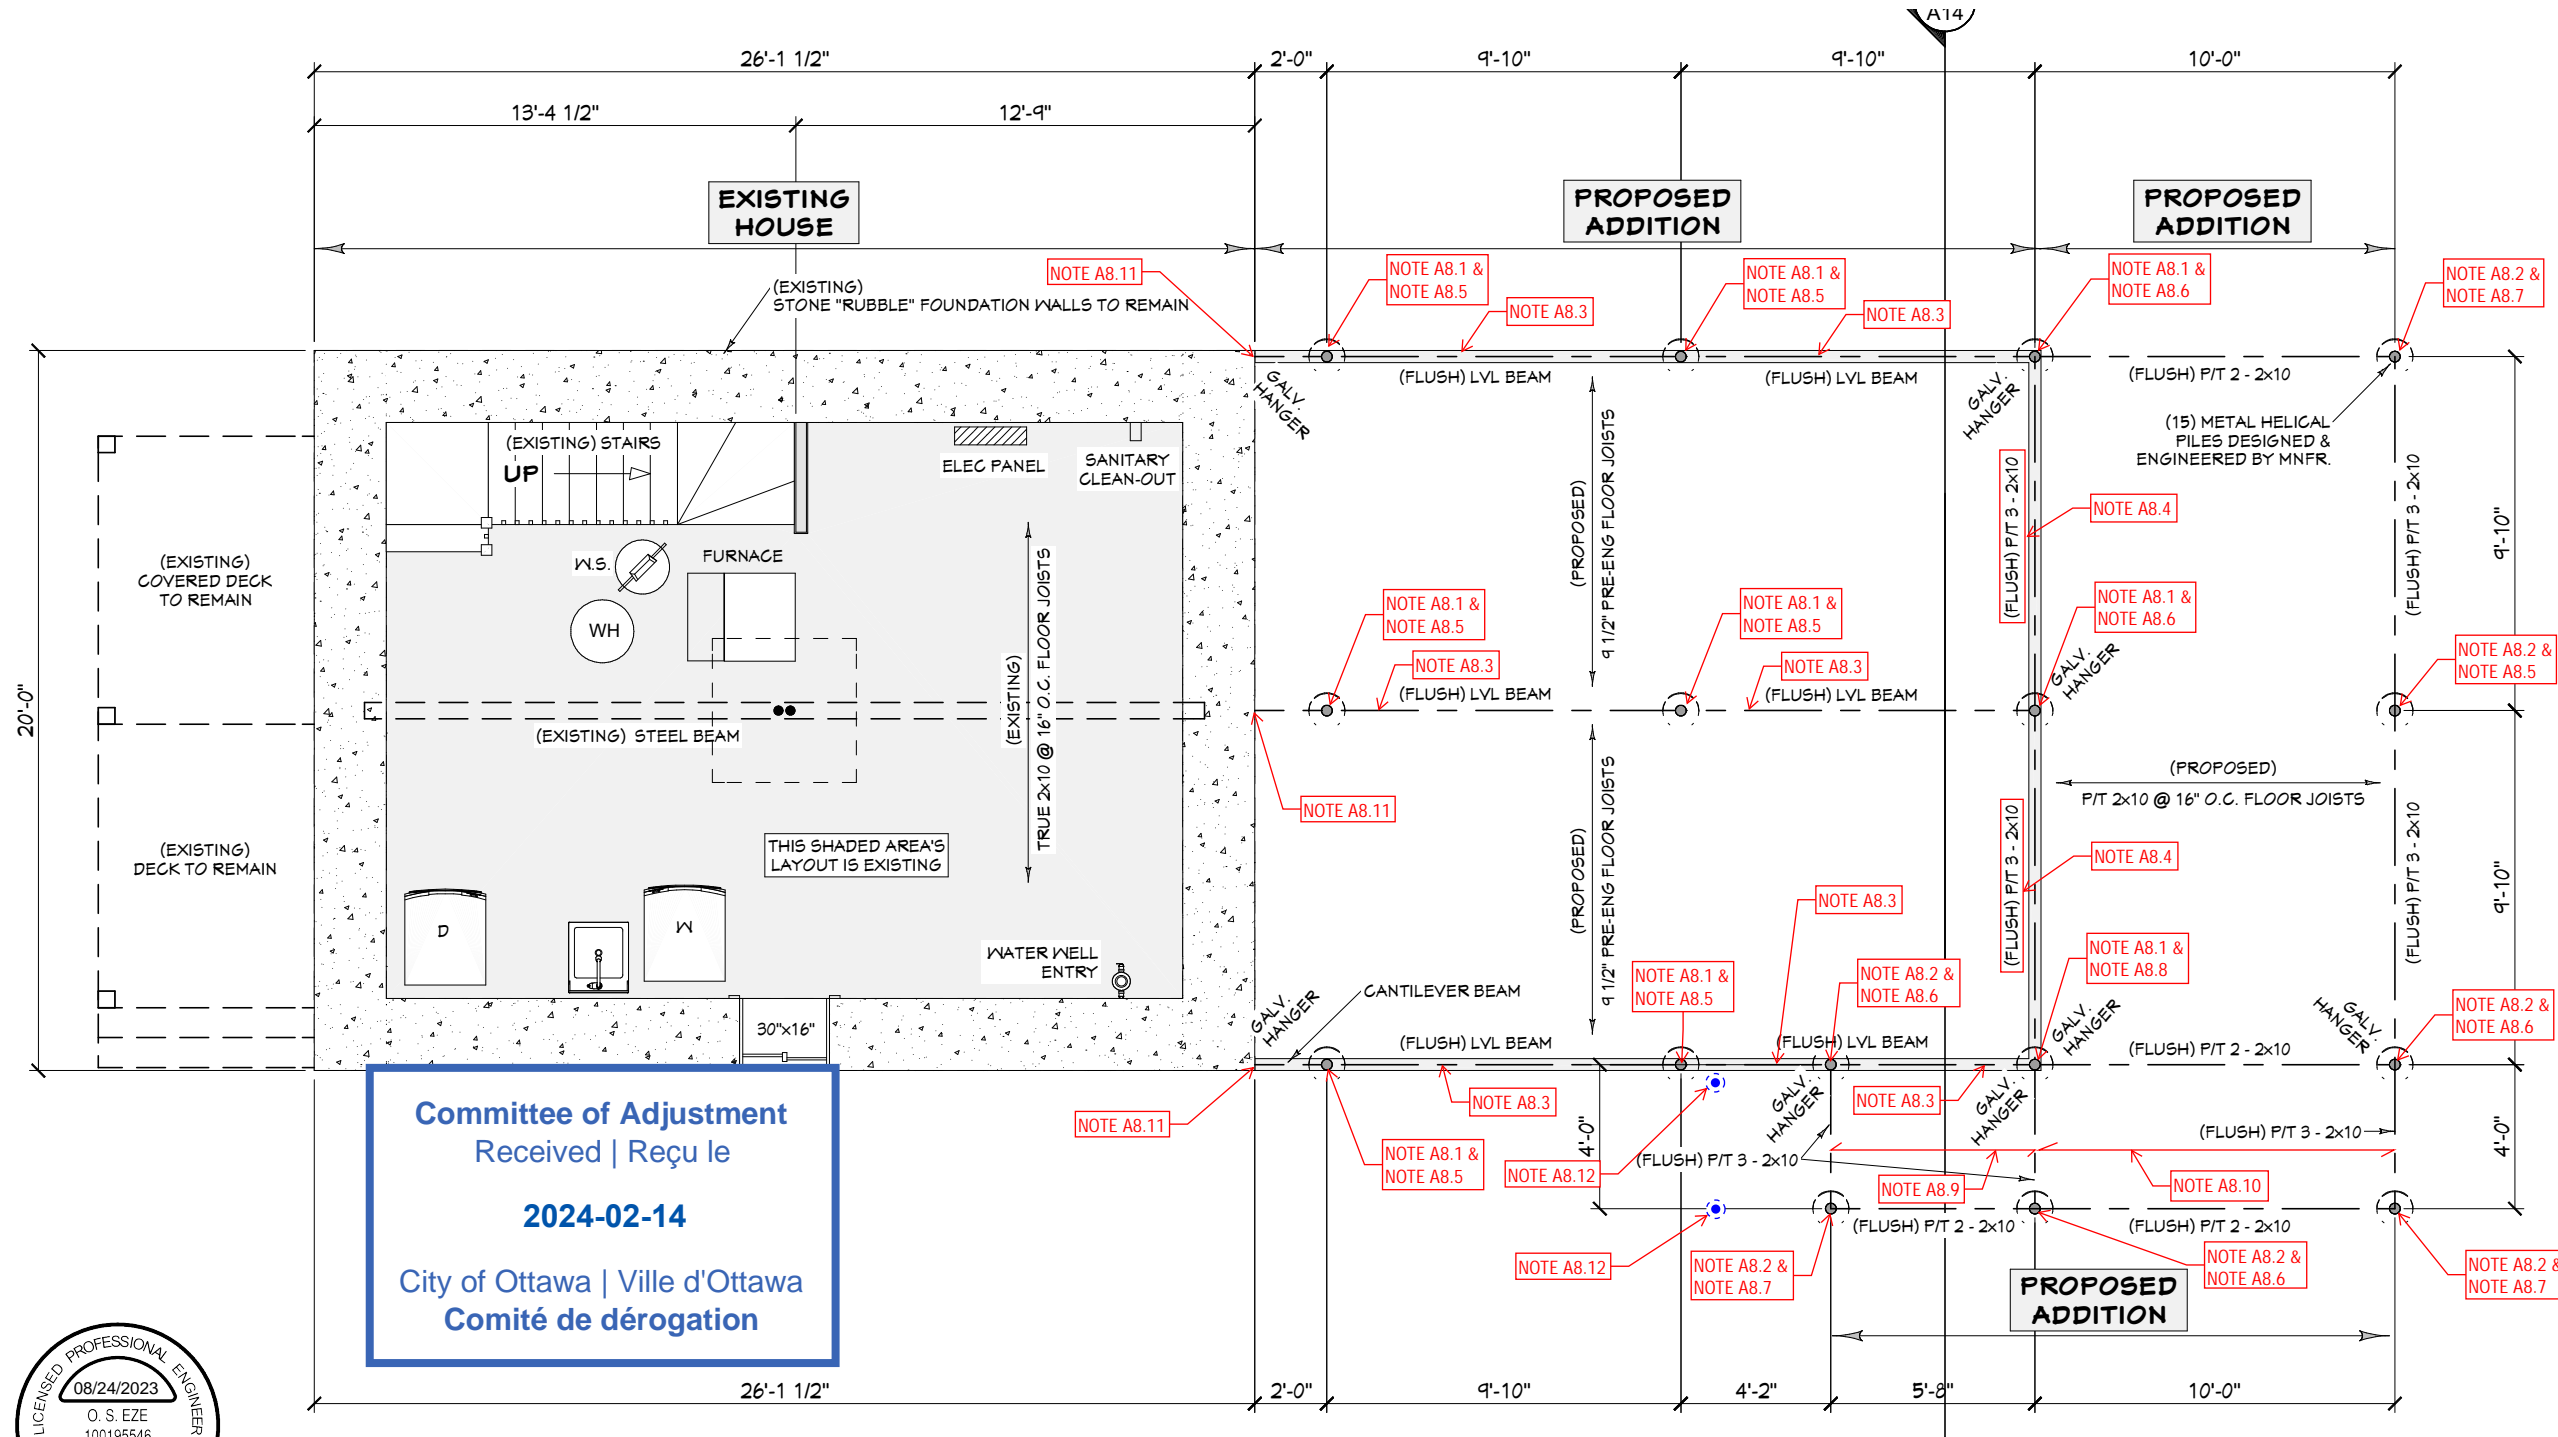 A14
26'-1 1/2"
2'-0"
9'-10"
9'-10"
10'-0"
13'-4 1/2"
12'-9"
EXISTING
HOUSE
PROPOSED
ADDITION
PROPOSED
ADDITION
NOTE A8.11
(EXISTING)
STONE "RUBBLE" FOUNDATION WALLS TO REMAIN
NOTE A8.1 &
NOTE A8.5
NOTE A8.3
NOTE A8.1 &
NOTE A8.5
NOTE A8.3
NOTE A8.1 &
NOTE A8.6
NOTE A8.2 &
NOTE A8.7
GALV.
HANGER
(FLUSH) LVL BEAM
(FLUSH) LVL BEAM
GALV.
HANGER
(FLUSH) P/T 2 - 2x10
(15) METAL HELICAL
PILES DESIGNED &
ENGINEERED BY MNFR.
(EXISTING) STAIRS
UP
ELEC PANEL
SANITARY
CLEAN-OUT
(PROPOSED)
9 1/2" PRE-ENG FLOOR JOISTS
(FLUSH) P/T 3 - 2x10
NOTE A8.4
(FLUSH) P/T 3 - 2x10
9'-10"
(EXISTING)
COVERED DECK
TO REMAIN
W.S.
FURNACE
WH
(EXISTING)
TRUE 2x10 @ 16" O.C. FLOOR JOISTS
NOTE A8.1 &
NOTE A8.5
NOTE A8.3
NOTE A8.1 &
NOTE A8.5
NOTE A8.3
NOTE A8.1 &
NOTE A8.6
NOTE A8.2 &
NOTE A8.5
20'-0"
(EXISTING) STEEL BEAM
(FLUSH) LVL BEAM
(FLUSH) LVL BEAM
GALV.
HANGER
(PROPOSED)
P/T 2x10 @ 16" O.C. FLOOR JOISTS
NOTE A8.11
(EXISTING)
DECK TO REMAIN
THIS SHADED AREA'S
LAYOUT IS EXISTING
(PROPOSED)
9 1/2" PRE-ENG FLOOR JOISTS
(FLUSH) P/T 3 - 2x10
NOTE A8.4
(FLUSH) P/T 3 - 2x10
9'-10"
NOTE A8.3
D
W
WATER WELL
ENTRY
30"x16"
GALV.
HANGER
CANTILEVER BEAM
NOTE A8.1 &
NOTE A8.5
NOTE A8.2 &
NOTE A8.6
NOTE A8.1 &
NOTE A8.8
GALV.
HANGER
GALV.
HANGER
NOTE A8.2 &
NOTE A8.6
(FLUSH) LVL BEAM
(FLUSH) LVL BEAM
(FLUSH) P/T 2 - 2x10
NOTE A8.11
NOTE A8.3
GALV.
HANGER
NOTE A8.3
GALV.
HANGER
4'-0"
(FLUSH) P/T 3 - 2x10
4'-0"
NOTE A8.1 &
NOTE A8.5
NOTE A8.12
(FLUSH) P/T 3 - 2x10
NOTE A8.9
NOTE A8.10
(FLUSH) P/T 2 - 2x10
(FLUSH) P/T 2 - 2x10
NOTE A8.12
NOTE A8.2 &
NOTE A8.7
NOTE A8.2 &
NOTE A8.6
NOTE A8.2 &
NOTE A8.7
PROPOSED
ADDITION
Committee of Adjustment
Received | Reçu le
2024-02-14
City of Ottawa | Ville d'Ottawa
Comité de dérogation
LICENSED PROFESSIONAL ENGINEER
08/24/2023
O. S. EZE
100195546
26'-1 1/2"
2'-0"
9'-10"
4'-2"
5'-8"
10'-0"